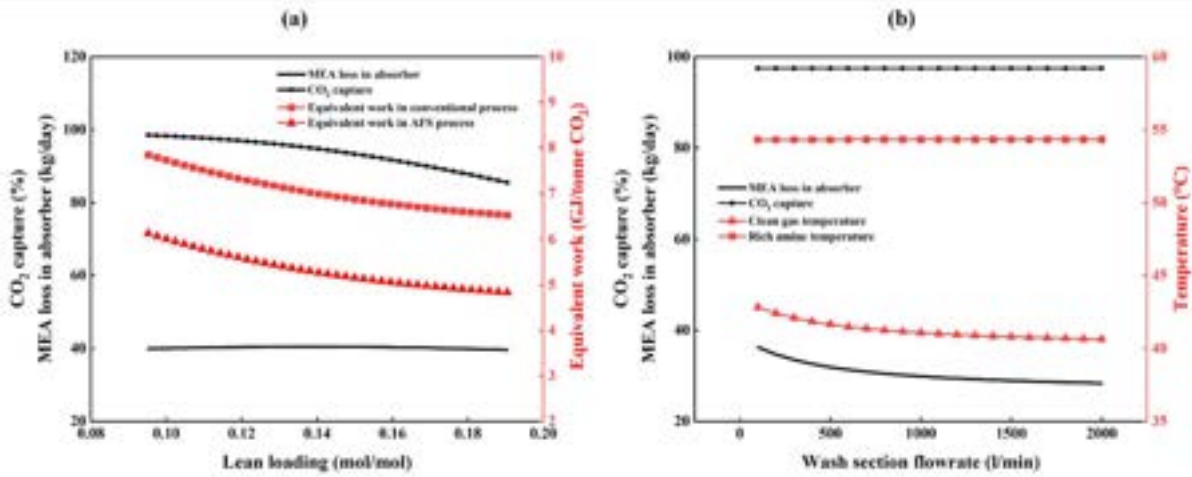 (a)
120
100
80
60
40
20
10
9
8
7
6
5
4
3
2
0.08
0.10
0.12
0.14
0.16
0.18
0.20
CO₂ capture (%)
MEA loss in absorber (kg/day)
Equivalent work (GJ/tonne CO₂)
Lean loading (mol/mol)
MEA loss in absorber
CO₂ capture
Equivalent work in conventional process
Equivalent work in AFS process
(b)
100
80
60
40
20
60
55
50
45
40
35
0
500
1000
1500
2000
CO₂ capture (%)
MEA loss in absorber (kg/day)
Temperature (°C)
Wash section flowrate (l/min)
MEA loss in absorber
CO₂ capture
Clean gas temperature
Rich amine temperature